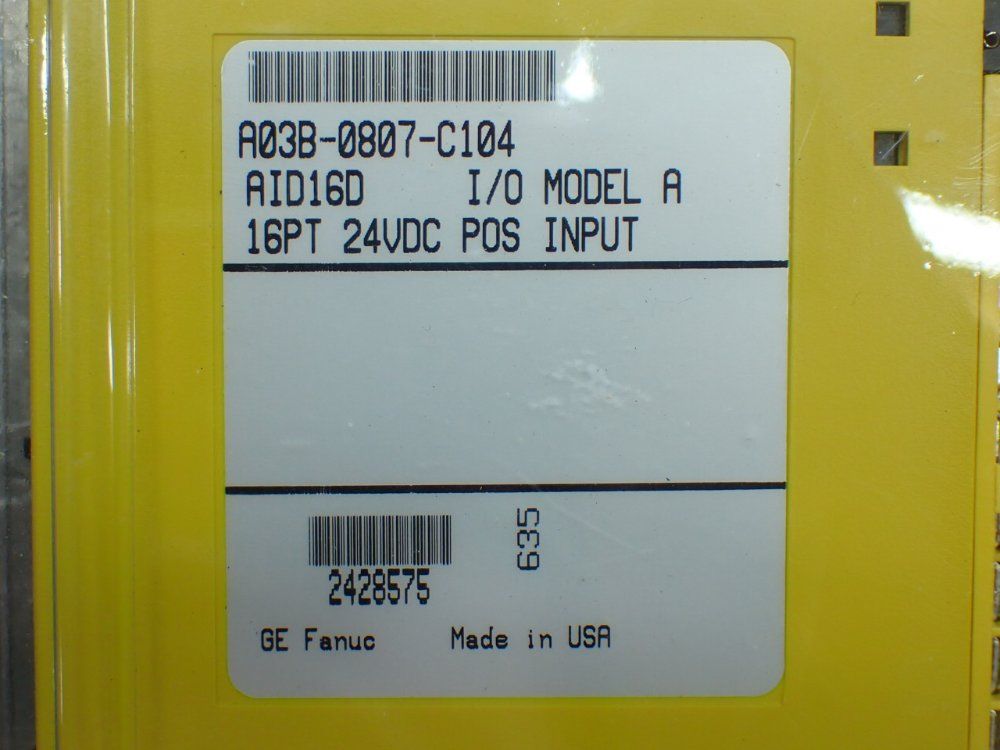 A03B-0807-C104
AID16D I/O MODEL A
16PT 24VDC POS INPUT
635
2428575
GE Fanuc Made in USA